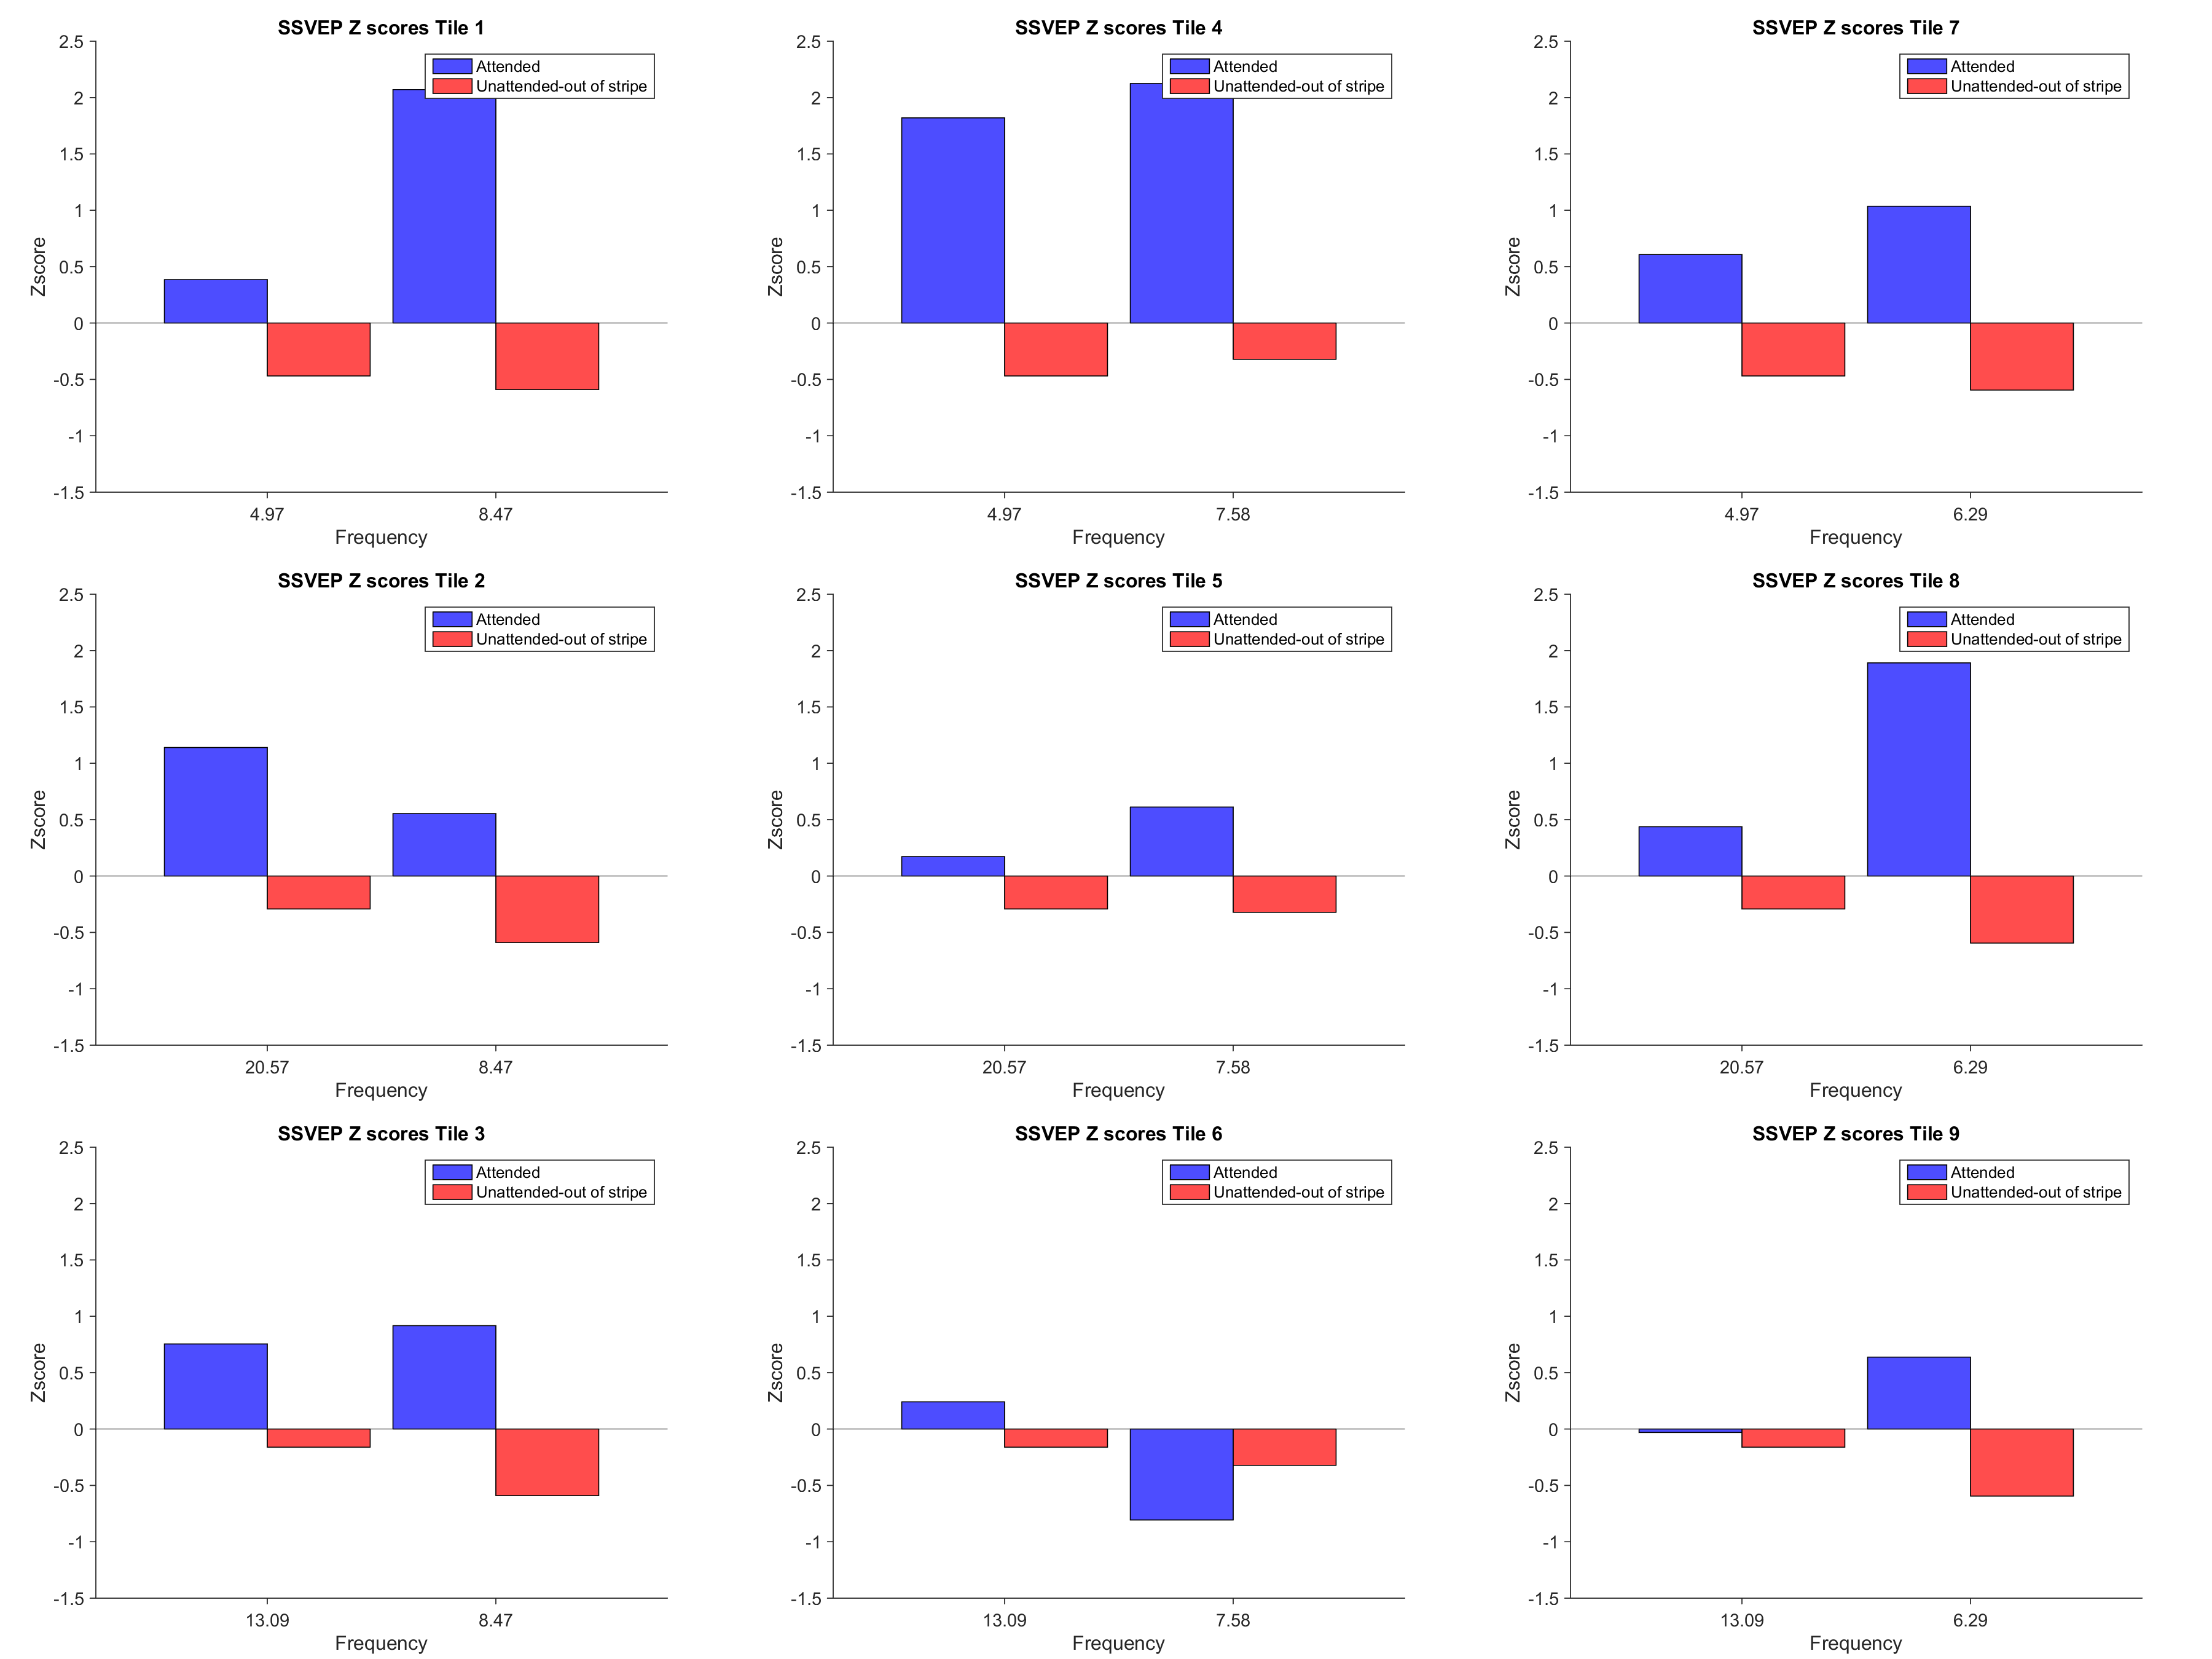 SSVEP Z scores Tile 1
Attended
Unattended-out of stripe
2.5
2
1.5
1
0.5
0
-0.5
-1
-1.5
Zscore
4.97 8.47
Frequency
SSVEP Z scores Tile 4
Attended
Unattended-out of stripe
2.5
2
1.5
1
0.5
0
-0.5
-1
-1.5
Zscore
4.97 7.58
Frequency
SSVEP Z scores Tile 7
Attended
Unattended-out of stripe
2.5
2
1.5
1
0.5
0
-0.5
-1
-1.5
Zscore
4.97 6.29
Frequency
SSVEP Z scores Tile 2
Attended
Unattended-out of stripe
2.5
2
1.5
1
0.5
0
-0.5
-1
-1.5
Zscore
20.57 8.47
Frequency
SSVEP Z scores Tile 5
Attended
Unattended-out of stripe
2.5
2
1.5
1
0.5
0
-0.5
-1
-1.5
Zscore
20.57 7.58
Frequency
SSVEP Z scores Tile 8
Attended
Unattended-out of stripe
2.5
2
1.5
1
0.5
0
-0.5
-1
-1.5
Zscore
20.57 6.29
Frequency
SSVEP Z scores Tile 3
Attended
Unattended-out of stripe
2.5
2
1.5
1
0.5
0
-0.5
-1
-1.5
Zscore
13.09 8.47
Frequency
SSVEP Z scores Tile 6
Attended
Unattended-out of stripe
2.5
2
1.5
1
0.5
0
-0.5
-1
-1.5
Zscore
13.09 7.58
Frequency
SSVEP Z scores Tile 9
Attended
Unattended-out of stripe
2.5
2
1.5
1
0.5
0
-0.5
-1
-1.5
Zscore
13.09 6.29
Frequency